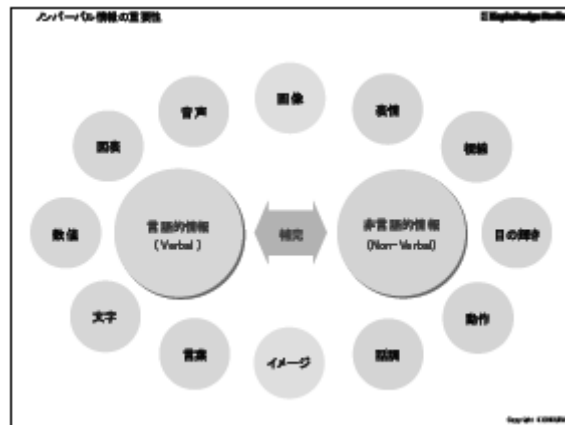 ノンバーバル情報の重要性
画像
音声
表情
図表
視線
言語的情報
(Verbal)
補完
非言語的情報
(Non-Verbal)
数値
目の輝き
文字
動作
言葉
イメージ
話調